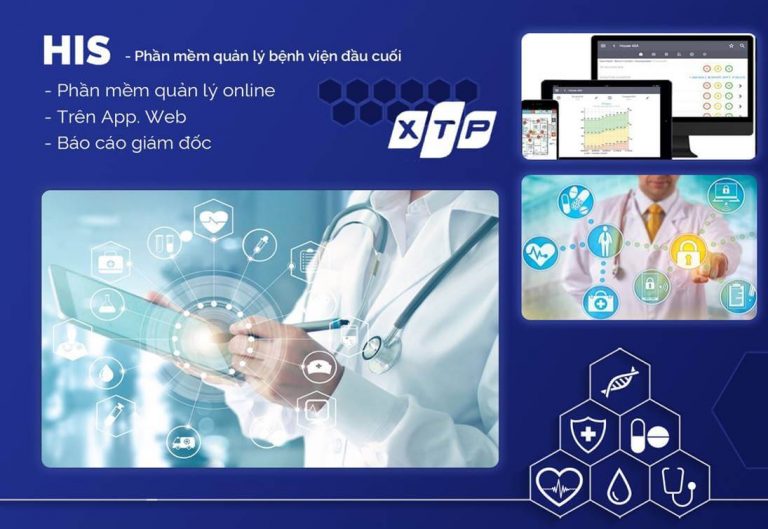 HIS - Phần mềm quản lý bệnh viện đầu cuối
- Phần mềm quản lý online
- Trên App. Web
- Báo cáo giám đốc
XTP